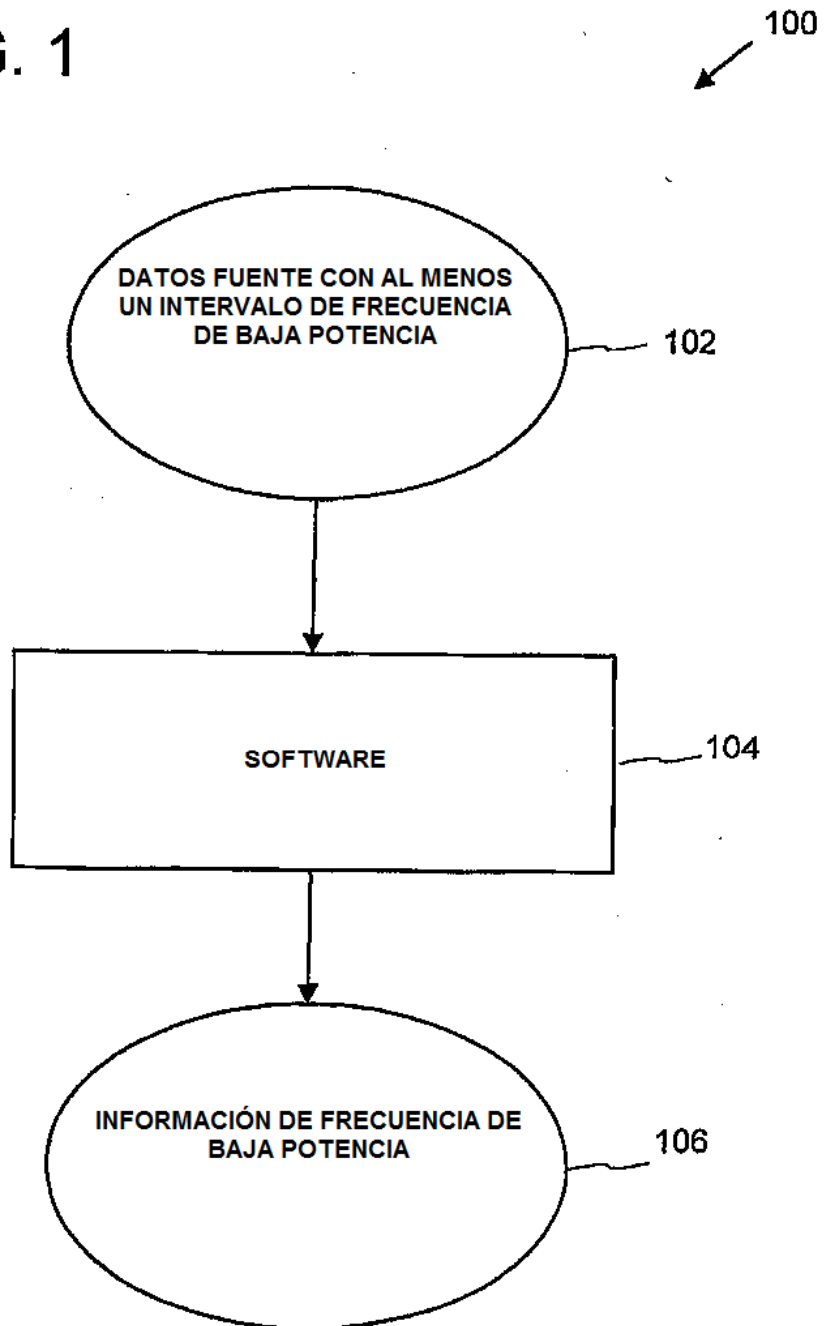 G. 1
100
DATOS FUENTE CON AL MENOS
UN INTERVALO DE FRECUENCIA
DE BAJA POTENCIA
102
SOFTWARE
104
INFORMACIÓN DE FRECUENCIA DE
BAJA POTENCIA
106